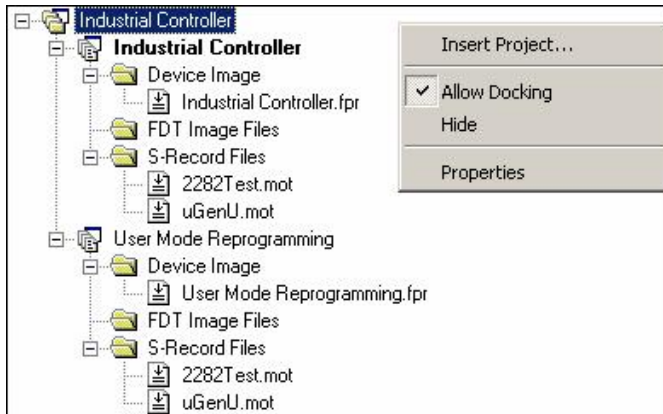 Industrial Controller
Industrial Controller
Device Image
Industrial Controller.fpr
FDT Image Files
S-Record Files
2282Test.mot
uGenU.mot
User Mode Reprogramming
Device Image
User Mode Reprogramming.fpr
FDT Image Files
S-Record Files
2282Test.mot
uGenU.mot
Insert Project...
Allow Docking
Hide
Properties